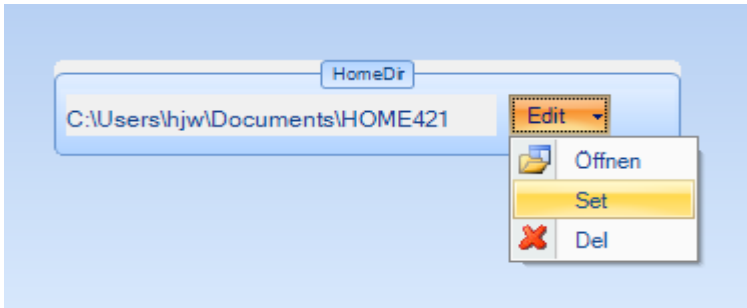 HomeDir
C:\Users\hjw\Documents\HOME421
Edit
Öffnen
Set
Del